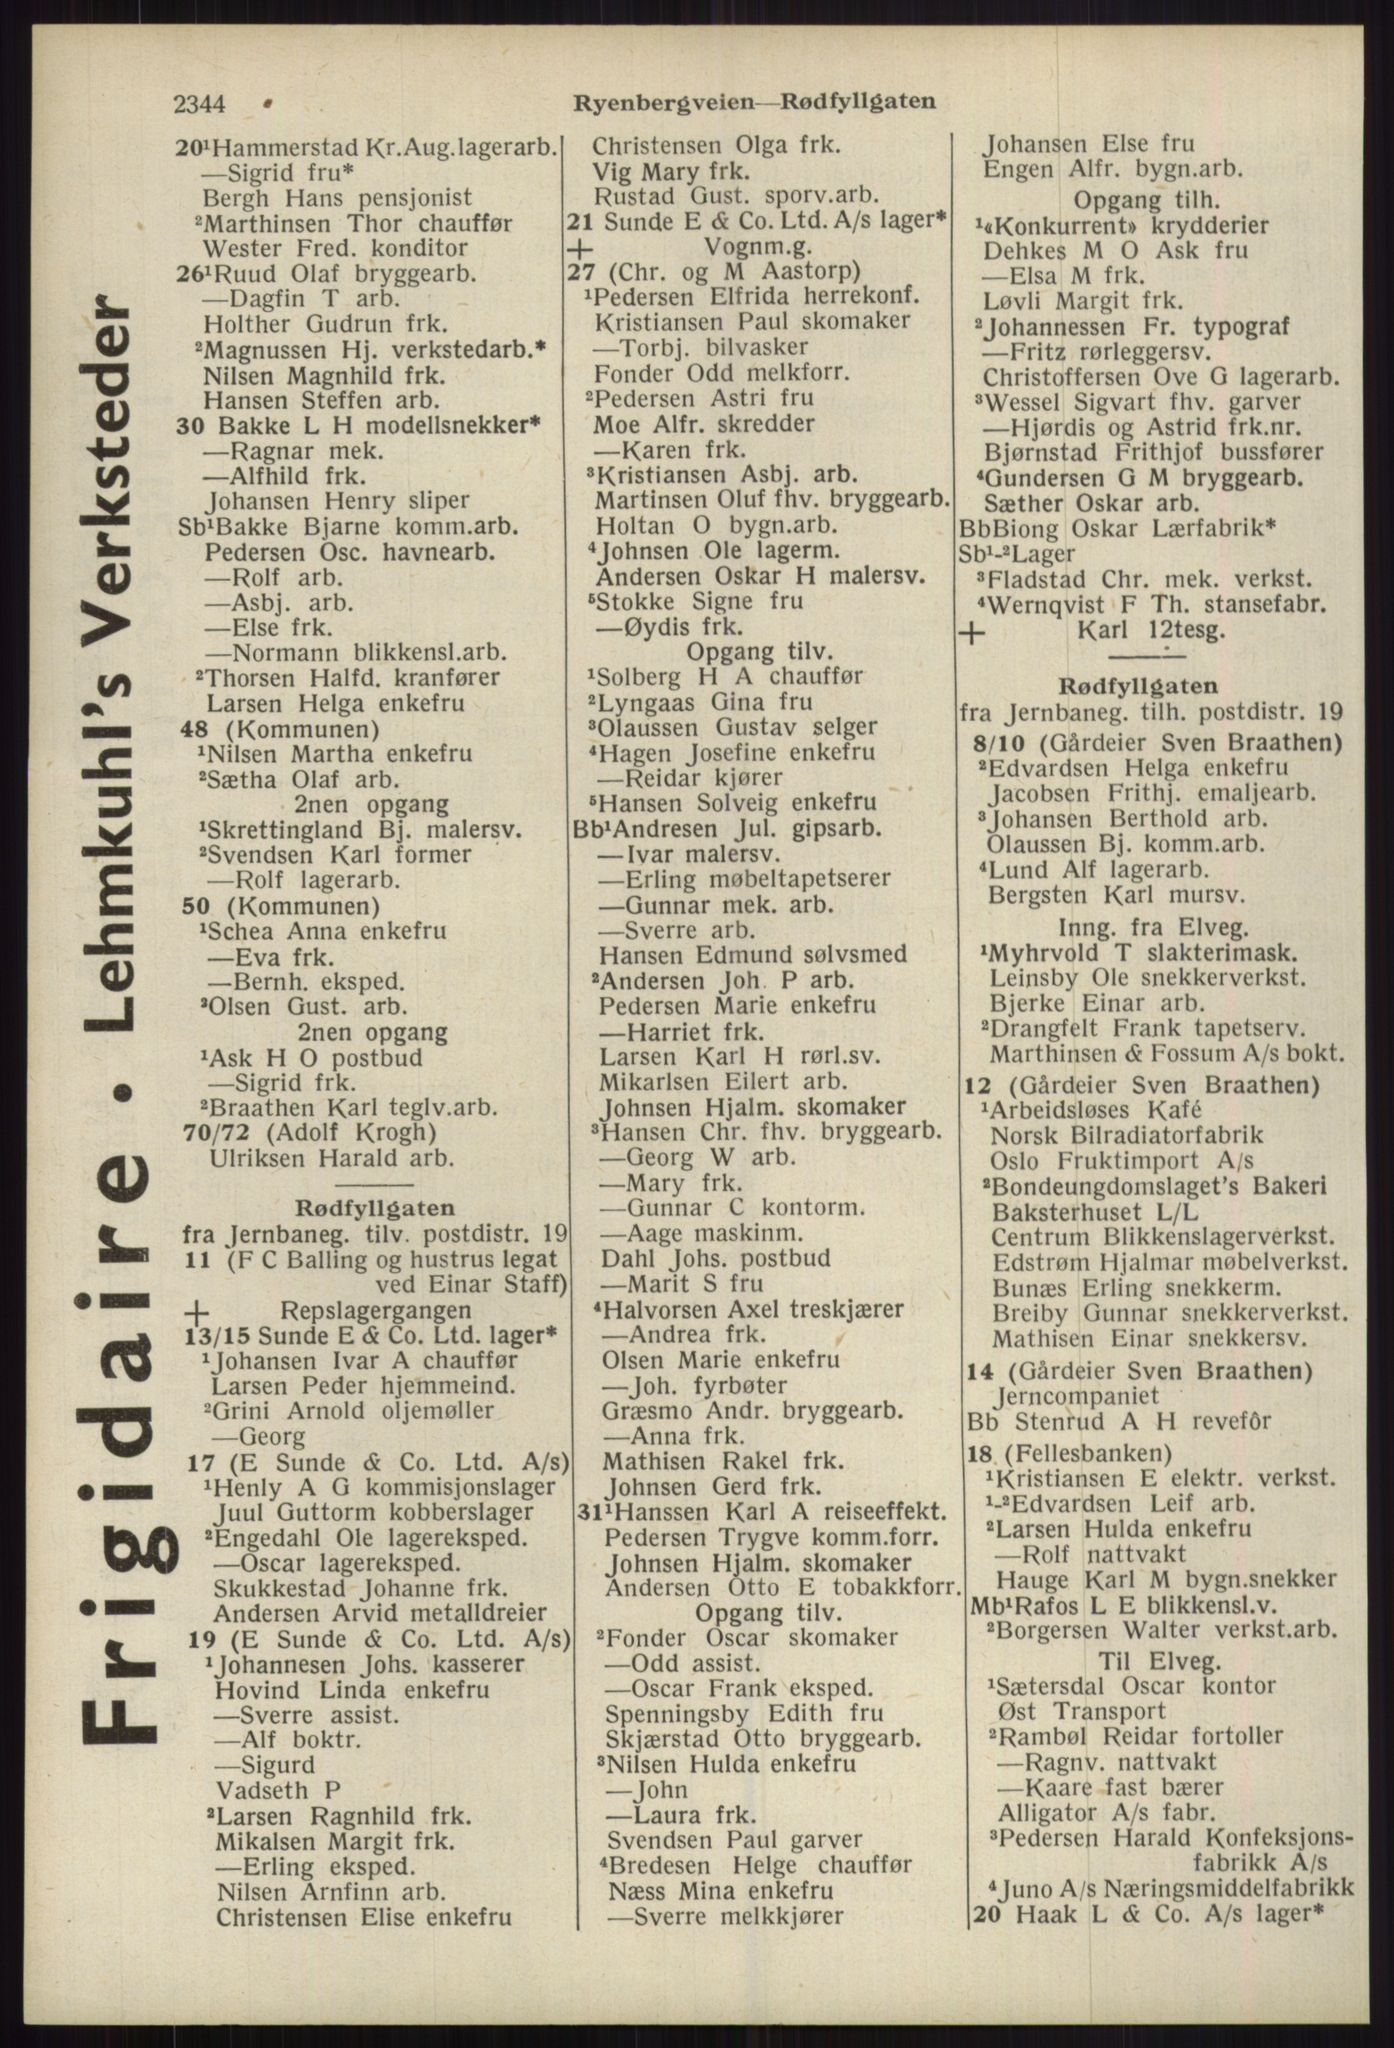 2344
Ryenbergveien—Rødfyllgaten
Frigidaire. Lehmkuhl's Verksteder
20¹Hammerstad Kr.Aug.lagerarb.
—Sigrid fru*
Bergh Hans pensjonist
²Marthinsen Thor chauffør
Wester Fred. konditor
26¹Ruud Olaf bryggearb.
—Dagfin T arb.
Holther Gudrun frk.
²Magnussen Hj. verkstedarb.*
Nilsen Magnhild frk.
Hansen Steffen arb.
30 Bakke L H modellsnekker*
—Ragnar mek.
—Alfhild frk.
Johansen Henry sliper
Sb¹Bakke Bjarne komm.arb.
Pedersen Osc. havnearb.
—Rolf arb.
—Asbj. arb.
—Else frk.
—Normann blikkensl.arb.
²Thorsen Halfd. kranfører
Larsen Helga enkefru
48 (Kommunen)
¹Nilsen Martha enkefru
²Sætha Olaf arb.
2nen opgang
¹Skrettingland Bj. malersv.
²Svendsen Karl former
—Rolf lagerarb.
50 (Kommunen)
¹Schea Anna enkefru
—Eva frk.
—Bernh. eksped.
²Olsen Gust. arb.
2nen opgang
¹Ask H O postbud
—Sigrid frk.
²Braathen Karl teglv.arb.
70/72 (Adolf Krogh)
Ulriksen Harald arb.
Rødfyllgaten
fra Jernbaneg. tilv. postdistr. 19
11 (F C Balling og hustrus legat
ved Einar Staff)
+ Repslagergangen
13/15 Sunde E & Co. Ltd. lager*
¹Johansen Ivar A chauffør
Larsen Peder hjemmeind.
²Grini Arnold oljemøller
—Georg
17 (E Sunde & Co. Ltd. A/s)
¹Henly A G kommisjonslager
Juul Guttorm kobberslager
²Engedahl Ole lagereksped.
—Oscar lagereksped.
Skukkestad Johanne frk.
Andersen Arvid metalldreier
19 (E Sunde & Co. Ltd. A/s)
¹Johannesen Johs. kasserer
Hovind Linda enkefru
—Sverre assist.
—Alf boktr.
—Sigurd
Vadseth P
²Larsen Ragnhild frk.
Mikalsen Margit frk.
—Erling eksped.
Nilsen Arnfinn arb.
Christensen Elise enkefru
Christensen Olga frk.
Vig Mary frk.
Rustad Gust. sporv.arb.
21 Sunde E & Co. Ltd. A/s lager*
+ Vognm.g.
27 (Chr. og M Aastorp)
¹Pedersen Elfrida herrekonf.
Kristiansen Paul skomaker
—Torbj. bilvasker
Fonder Odd melkforr.
²Pedersen Astri fru
Moe Alfr. skredder
—Karen frk.
³Kristiansen Asbj. arb.
Martinsen Oluf fhv. bryggearb.
Holtan O bygn.arb.
⁴Johnsen Ole lagerm.
Andersen Oskar H malersv.
⁵Stokke Signe fru
—Øydis frk.
Opgang tilv.
¹Solberg H A chauffør
²Lyngaas Gina fru
³Olaussen Gustav selger
⁴Hagen Josefine enkefru
—Reidar kjører
⁵Hansen Solveig enkefru
Bb¹Andresen Jul. gipsarb.
—Ivar malersv.
—Erling møbeltapetserer
—Gunnar mek. arb.
—Sverre arb.
Hansen Edmund sølvsmed
²Andersen Joh. P arb.
Pedersen Marie enkefru
—Harriet frk.
Larsen Karl H rørl.sv.
Mikarlsen Eilert arb.
Johnsen Hjalm. skomaker
³Hansen Chr. fhv. bryggearb.
—Georg W arb.
—Mary frk.
—Gunnar C kontorm.
—Aage maskinm.
Dahl Johs. postbud
—Marit S fru
⁴Halvorsen Axel treskjærer
—Andrea frk.
Olsen Marie enkefru
—Joh. fyrbøter
Græsmo Andr. bryggearb.
—Anna frk.
Mathisen Rakel frk.
Johnsen Gerd frk.
31¹Hanssen Karl A reiseeffekt.
Pedersen Trygve komm.forr.
Johnsen Hjalm. skomaker
Andersen Otto E tobakkforr.
Opgang tilv.
²Fonder Oscar skomaker
—Odd assist.
—Oscar Frank eksped.
Spenningsby Edith fru
Skjærstad Otto bryggearb.
³Nilsen Hulda enkefru
—John
—Laura frk.
Svendsen Paul garver
⁴Bredesen Helge chauffør
Næss Mina enkefru
—Sverre melkkjører
Johansen Else fru
Engen Alfr. bygn.arb.
Opgang tilh.
¹«Konkurrent» krydderier
Dehkes M O Ask fru
—Elsa M frk.
Løvli Margit frk.
²Johannessen Fr. typograf
—Fritz rørleggersv.
Christoffersen Ove G lagerarb.
³Wessel Sigvart fhv. garver
—Hjørdis og Astrid frk.nr.
Bjørnstad Frithjof bussfører
⁴Gundersen G M bryggearb.
Sæther Oskar arb.
BbBiong Oskar Lærfabrik*
Sb¹-²Lager
³Fladstad Chr. mek. verkst.
⁴Wernqvist F Th. stansefabr.
+ Karl 12tesg.
Rødfyllgaten
fra Jernbaneg. tilh. postdistr. 19
8/10 (Gårdeier Sven Braathen)
²Edvardsen Helga enkefru
Jacobsen Frithj. emaljearb.
³Johansen Berthold arb.
Olaussen Bj. komm.arb.
⁴Lund Alf lagerarb.
Bergsten Karl mursv.
Inng. fra Elveg.
¹Myhrvold T slakterimask.
Leinsby Ole snekkerverkst.
Bjerke Einar arb.
²Drangfelt Frank tapetserv.
Marthinsen & Fossum A/s bokt.
12 (Gårdeier Sven Braathen)
¹Arbeidsløses Kafé
Norsk Bilradiatorfabrik
Oslo Fruktimport A/s
²Bondeungdomslaget's Bakeri
Baksterhuset L/L
Centrum Blikkenslagerverkst.
Edstrøm Hjalmar møbelverkst.
Bunæs Erling snekkerm.
Breiby Gunnar snekkerverkst.
Mathisen Einar snekkersv.
14 (Gårdeier Sven Braathen)
Jerncompaniet
Bb Stenrud A H revefôr
18 (Fellesbanken)
¹Kristiansen E elektr. verkst.
¹-²Edvardsen Leif arb.
²Larsen Hulda enkefru
—Rolf nattvakt
Hauge Karl M bygn.snekker
Mb¹Rafos L E blikkensl.v.
²Borgersen Walter verkst.arb.
Til Elveg.
¹Sætersdal Oscar kontor
Øst Transport
²Rambøl Reidar fortoller
—Ragnv. nattvakt
—Kaare fast bærer
Alligator A/s fabr.
³Pedersen Harald Konfeksjons-
fabrikk A/s
⁴Juno A/s Næringsmiddelfabrikk
20 Haak L & Co. A/s lager*